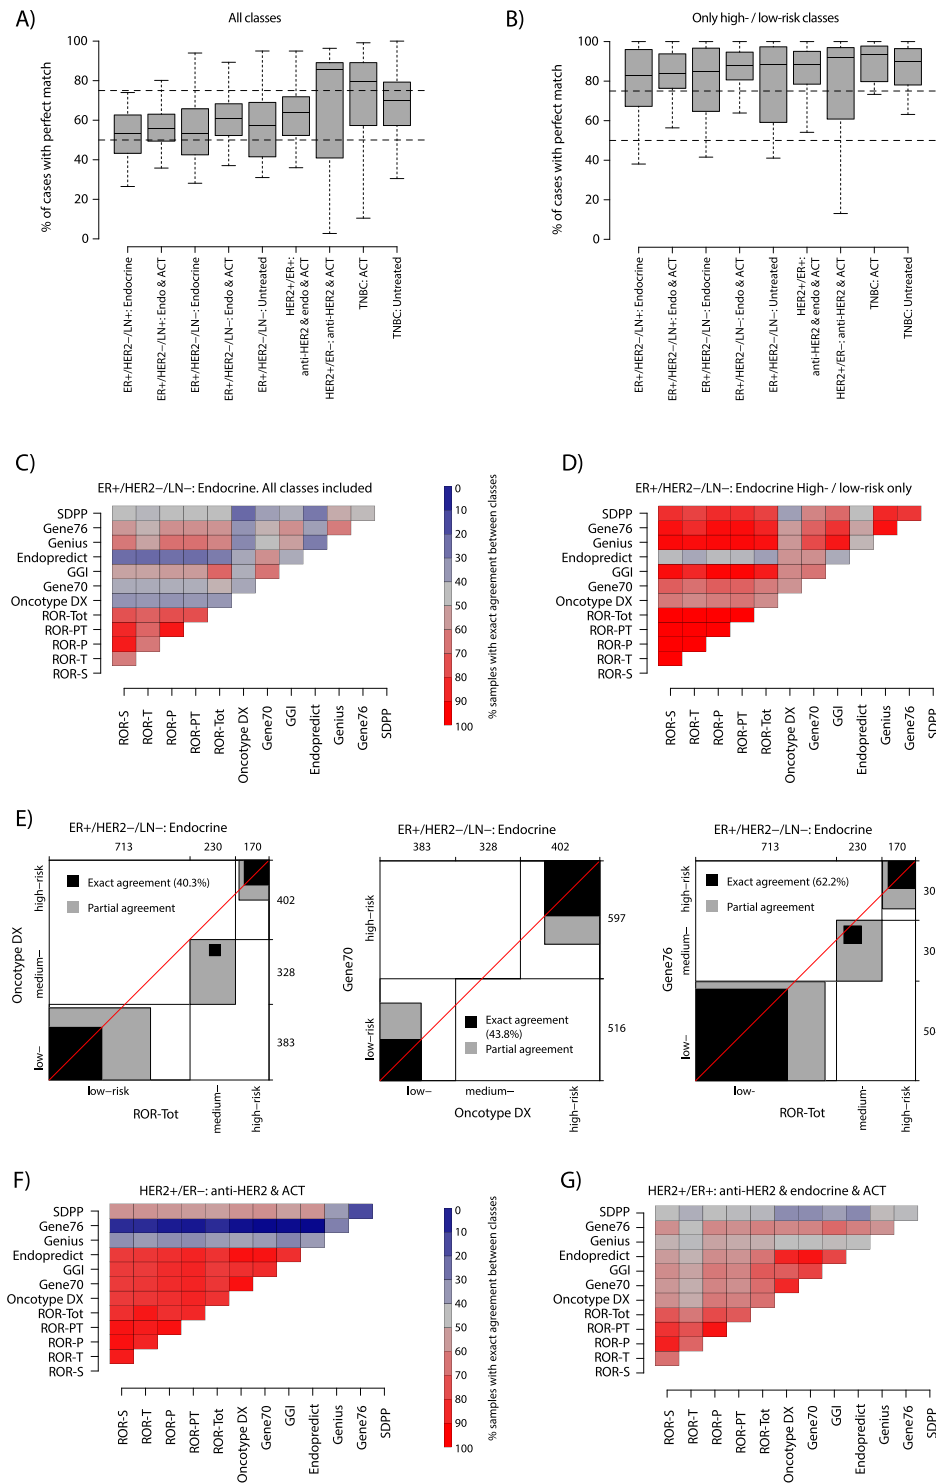 A)
All classes
% of cases with perfect match
100
80
60
40
20
0
ER+/HER2−/LN+: Endocrine
ER+/HER2−/LN+: Endo & ACT
ER+/HER2−/LN−: Endocrine
ER+/HER2−/LN−: Endo & ACT
ER+/HER2−/LN−: Untreated
HER2+/ER+:
anti-HER2 & endo & ACT
HER2+/ER−: anti-HER2 & ACT
TNBC: ACT
TNBC: Untreated
B)
Only high- / low-risk classes
% of cases with perfect match
100
80
60
40
20
0
ER+/HER2−/LN+: Endocrine
ER+/HER2−/LN+: Endo & ACT
ER+/HER2−/LN−: Endocrine
ER+/HER2−/LN−: Endo & ACT
ER+/HER2−/LN−: Untreated
HER2+/ER+:
anti-HER2 & endo & ACT
HER2+/ER−: anti-HER2 & ACT
TNBC: ACT
TNBC: Untreated
C)
ER+/HER2−/LN−: Endocrine. All classes included
SDPP
Gene76
Genius
Endopredict
GGI
Gene70
Oncotype DX
ROR-Tot
ROR-PT
ROR-P
ROR-T
ROR-S
ROR-S
ROR-T
ROR-P
ROR-PT
ROR-Tot
Oncotype DX
Gene70
GGI
Endopredict
Genius
Gene76
SDPP
0
10
20
30
40
50
60
70
80
90
100
% samples with exact agreement between classes
D)
ER+/HER2−/LN−: Endocrine High- / low-risk only
SDPP
Gene76
Genius
Endopredict
GGI
Gene70
Oncotype DX
ROR-Tot
ROR-PT
ROR-P
ROR-T
ROR-S
ROR-S
ROR-T
ROR-P
ROR-PT
ROR-Tot
Oncotype DX
Gene70
GGI
Endopredict
Genius
Gene76
SDPP
E)
ER+/HER2−/LN−: Endocrine
713 230 170
Exact agreement (40.3%)
Partial agreement
402
328
383
Oncotype DX
high−risk
medium−
low−
low−risk
medium−
high−risk
ROR-Tot
ER+/HER2−/LN−: Endocrine
383 328 402
597
516
Exact agreement
(43.8%)
Partial agreement
Gene70
high−risk
low−risk
low− medium− high−risk
Oncotype DX
ER+/HER2−/LN−: Endocrine
713 230 170
Exact agreement (62.2%)
Partial agreement
30
30
50
Gene76
high−risk
medium−
low−
low-
medium-
high−risk
ROR-Tot
F)
HER2+/ER−: anti-HER2 & ACT
SDPP
Gene76
Genius
Endopredict
GGI
Gene70
Oncotype DX
ROR-Tot
ROR-PT
ROR-P
ROR-T
ROR-S
ROR-S
ROR-T
ROR-P
ROR-PT
ROR-Tot
Oncotype DX
Gene70
GGI
Endopredict
Genius
Gene76
SDPP
0
10
20
30
40
50
60
70
80
90
100
% samples with exact agreement between classes
G)
HER2+/ER+: anti-HER2 & endocrine & ACT
SDPP
Gene76
Genius
Endopredict
GGI
Gene70
Oncotype DX
ROR-Tot
ROR-PT
ROR-P
ROR-T
ROR-S
ROR-S
ROR-T
ROR-P
ROR-PT
ROR-Tot
Oncotype DX
Gene70
GGI
Endopredict
Genius
Gene76
SDPP